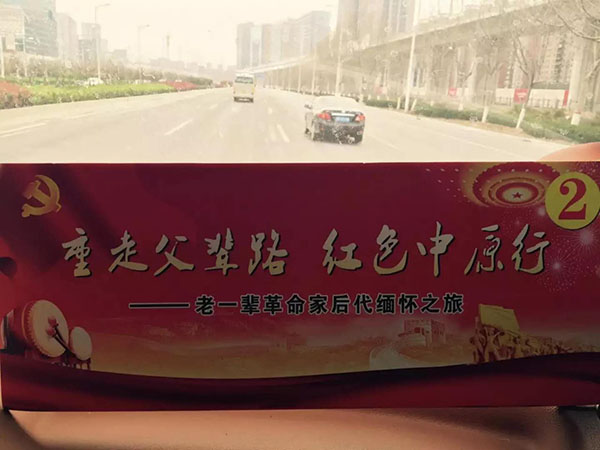 2
重走父辈路 红色中原行
——老一辈革命家后代缅怀之旅